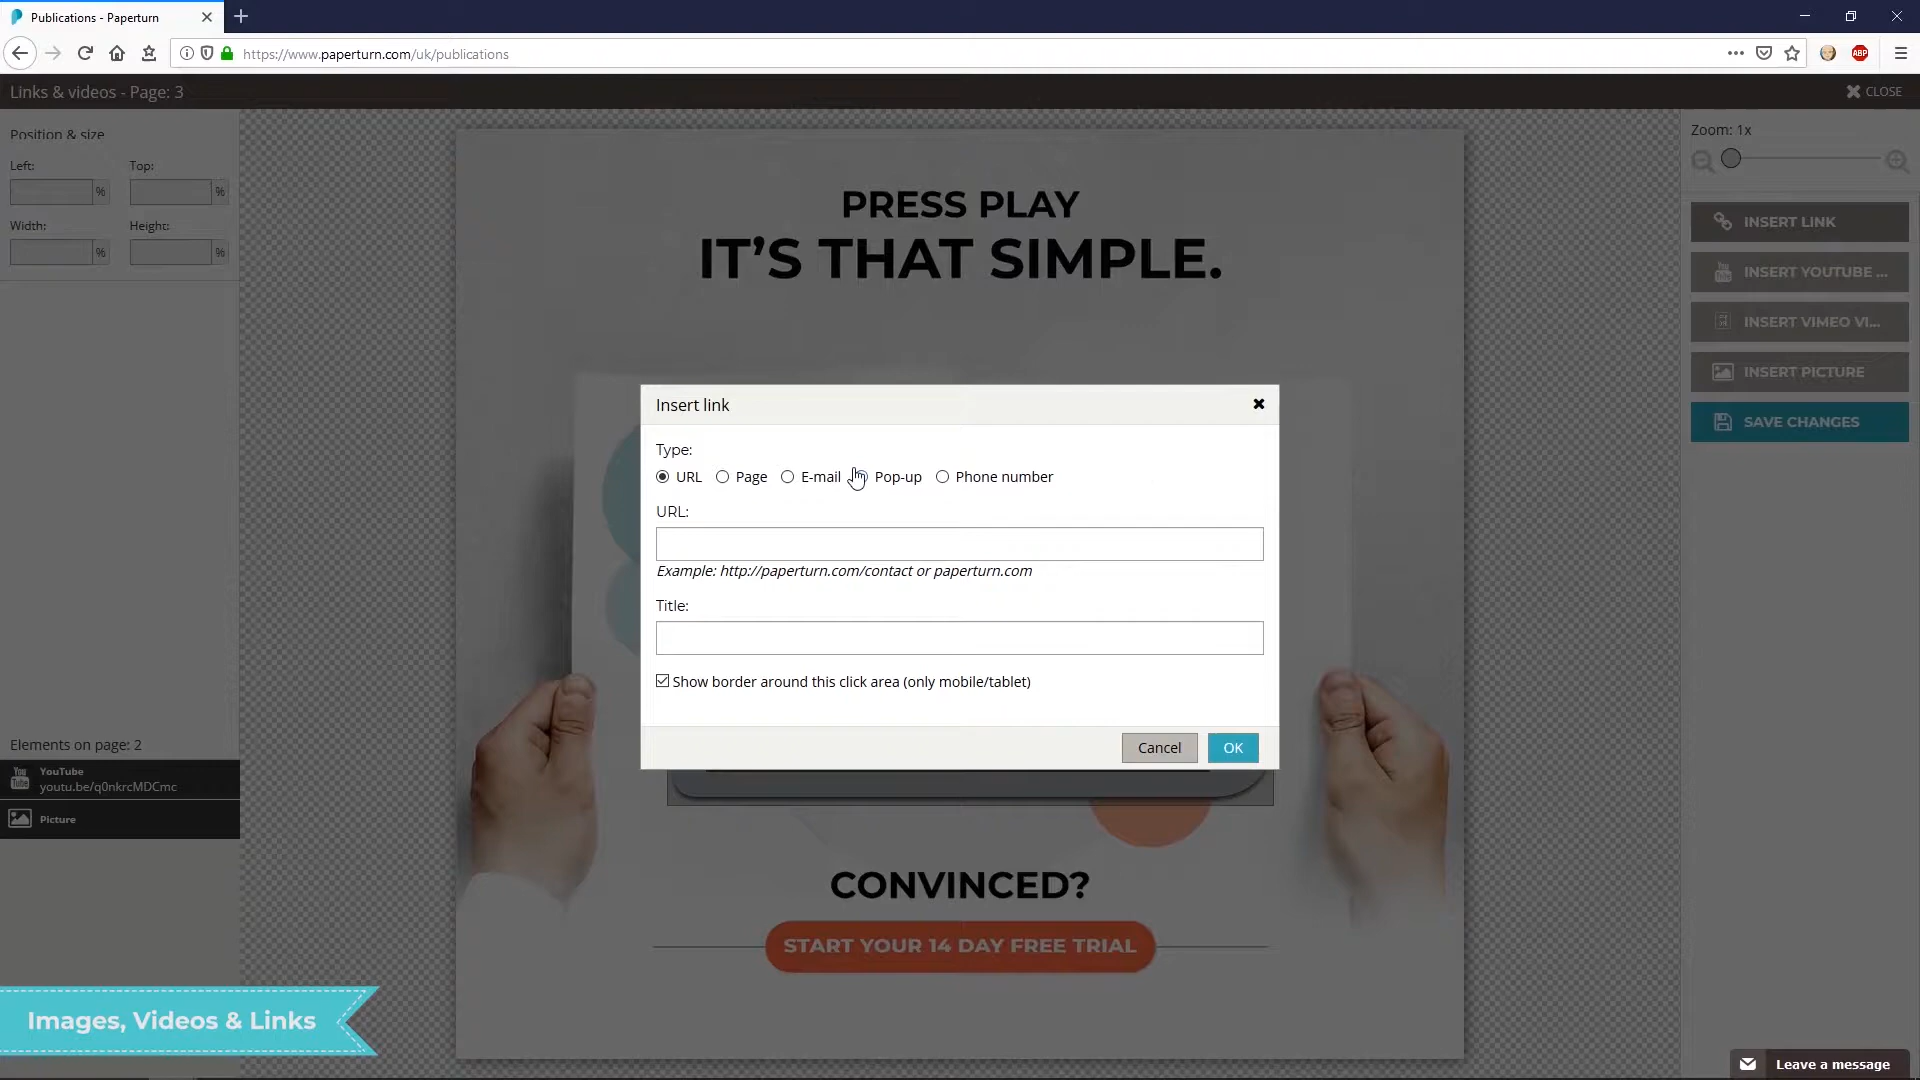 Publications - Paperturn
https://www.paperturn.com/uk/publications
ABP
Links & videos - Page: 3
CLOSE
Position & size
Left:
Top:
%
%
Width:
Height:
%
%
Zoom: 1x
INSERT LINK
INSERT YOUTUBE ...
INSERT VIMEO VI...
INSERT PICTURE
SAVE CHANGES
PRESS PLAY
IT’S THAT SIMPLE.
Insert link
Type:
URL
Page
E-mail
Pop-up
Phone number
URL:
Example: http://paperturn.com/contact or paperturn.com
Title:
Show border around this click area (only mobile/tablet)
Cancel
OK
Elements on page: 2
YouTube
youtu.be/q0nkrcMDCmc
Picture
CONVINCED?
START YOUR 14 DAY FREE TRIAL
Images, Videos & Links
Leave a message